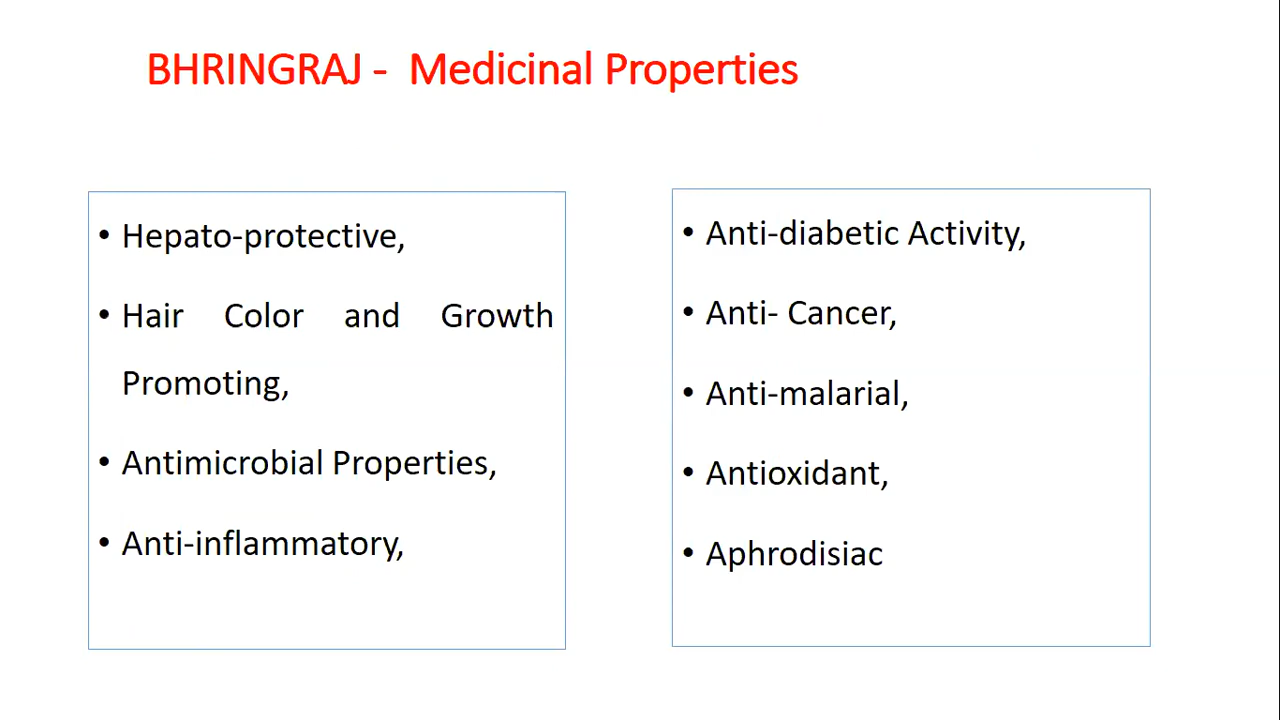 BHRINGRAJ - Medicinal Properties
• Hepato-protective,
• Hair Color and Growth
Promoting,
• Antimicrobial Properties,
• Anti-inflammatory,
• Anti-diabetic Activity,
• Anti- Cancer,
• Anti-malarial,
• Antioxidant,
• Aphrodisiac